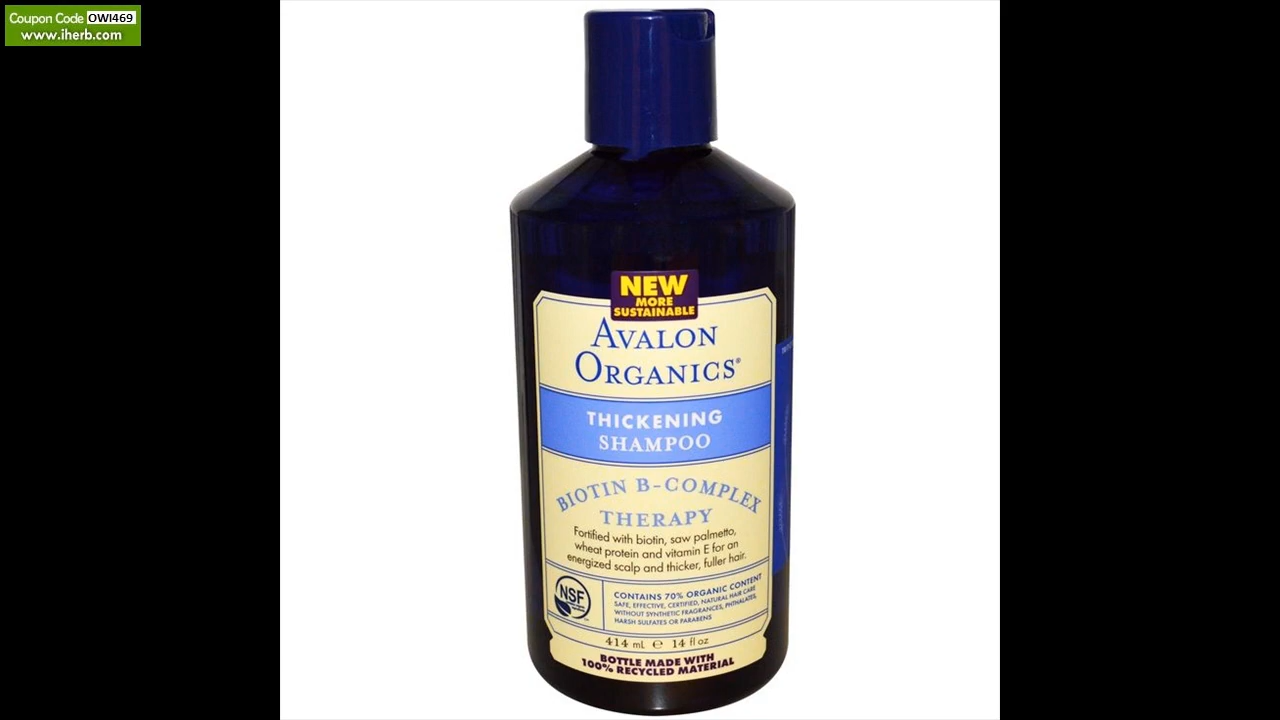 Coupon Code OWI469
www.iherb.com
NEW
MORE
SUSTAINABLE
AVALON
ORGANICS®
THICKENING
SHAMPOO
BIOTIN B-COMPLEX
THERAPY
Fortified with biotin, saw palmetto,
wheat protein and vitamin E for an
energized scalp and thicker, fuller hair.
NSF
CONTAINS 70% ORGANIC CONTENT
SAFE, EFFECTIVE, CERTIFIED, NATURAL HAIR CARE
WITHOUT SYNTHETIC FRAGRANCES, PHTHALATES,
HARSH SULFATES OR PARABENS
414 mL ℮ 14 fl oz
BOTTLE MADE WITH
100% RECYCLED MATERIAL